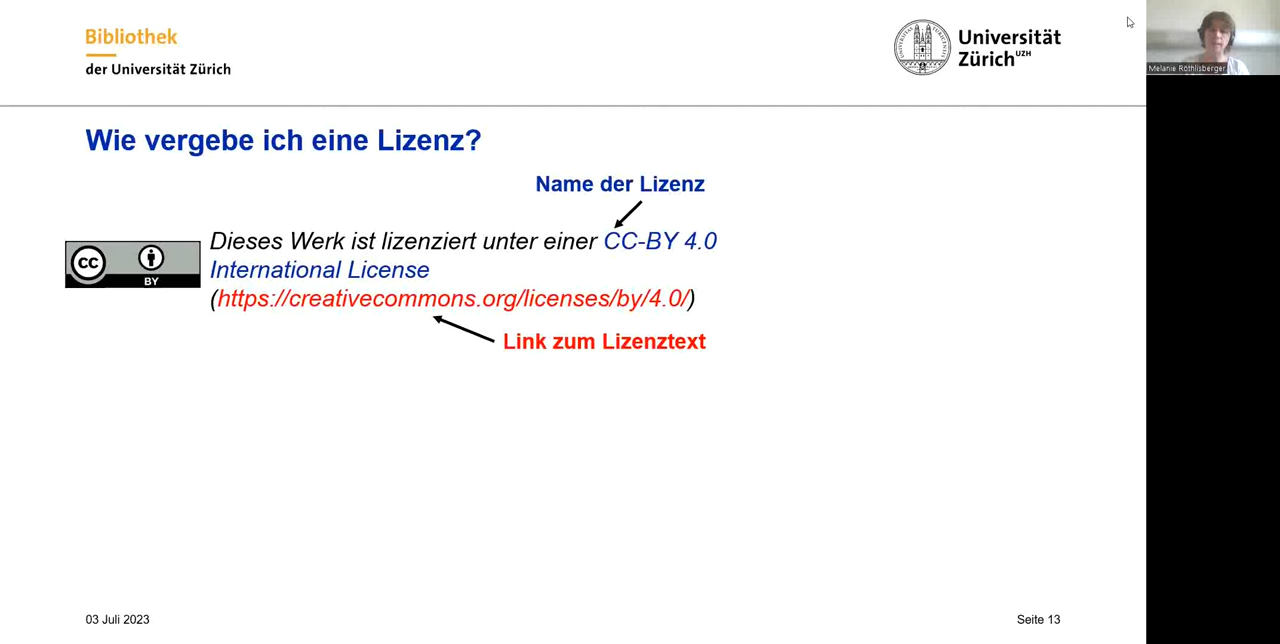 Bibliothek
der Universität Zürich
Universität
Zürich UZH
Melanie Röthlisberger
Wie vergebe ich eine Lizenz?
Name der Lizenz
Dieses Werk ist lizenziert unter einer CC-BY 4.0
International License
(https://creativecommons.org/licenses/by/4.0/)
CC
BY
Link zum Lizenztext
03 Juli 2023
Seite 13